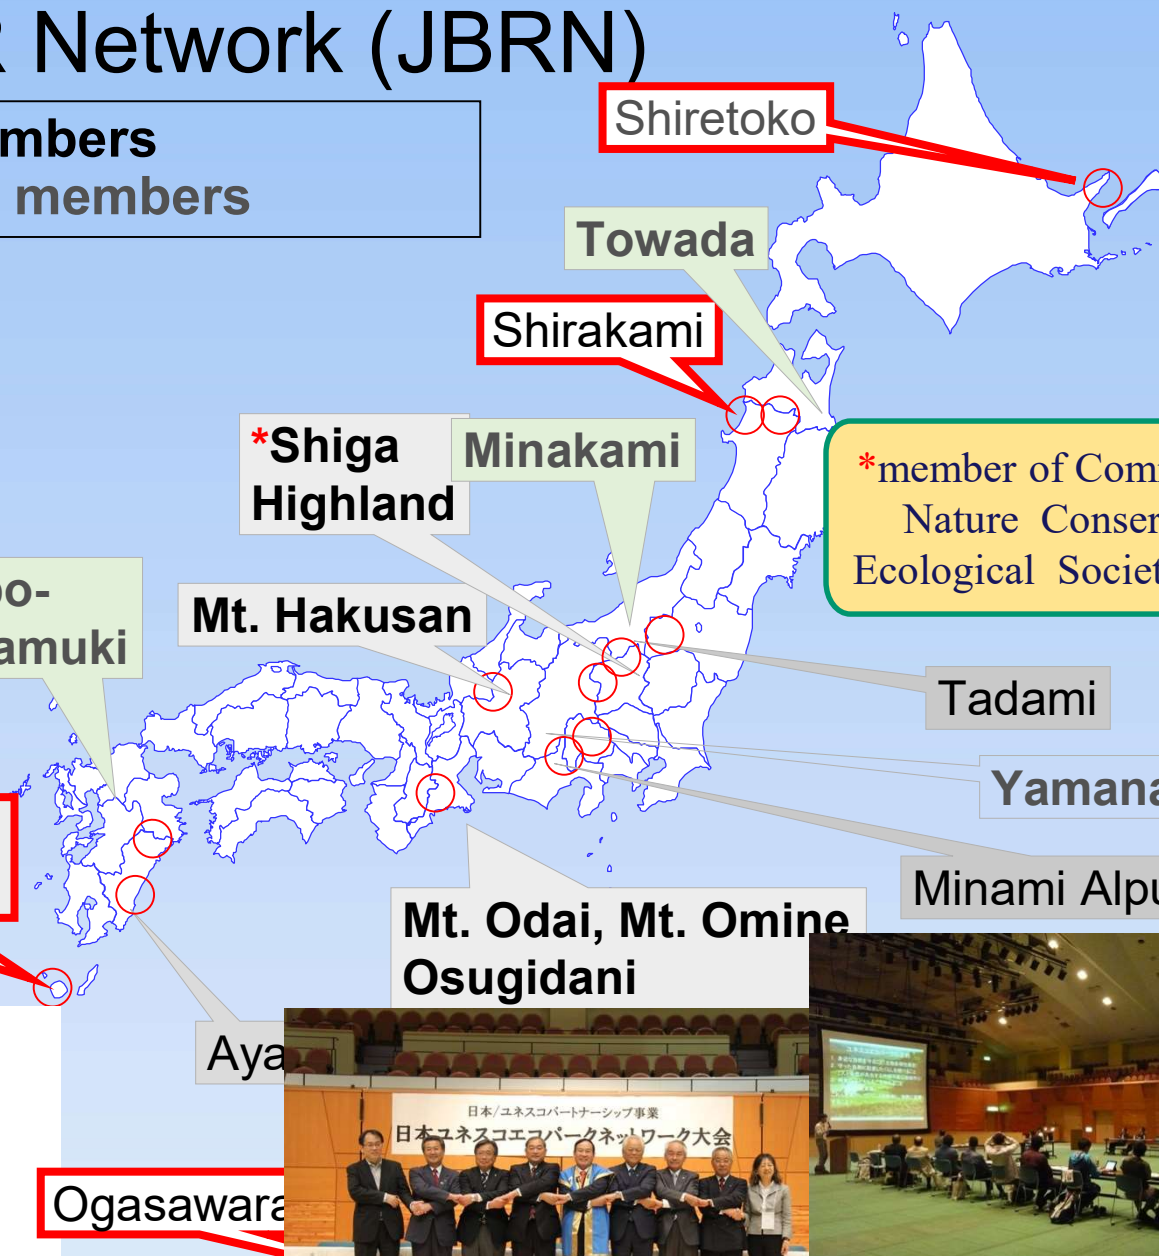 R Network (JBRN)
mbers
members
Shiretoko
Towada
Shirakami
*Shiga
Highland
Minakami
*member of Com
Nature Conser
Ecological Societ
oo-
amuki
Mt. Hakusan
Tadami
Yamana
Minami Alpu
Mt. Odai, Mt. Omine
Osugidani
Aya
日本/ユネスコパートナーシップ事業
日本ユネスコエコパークネットワーク大会
Ogasawara